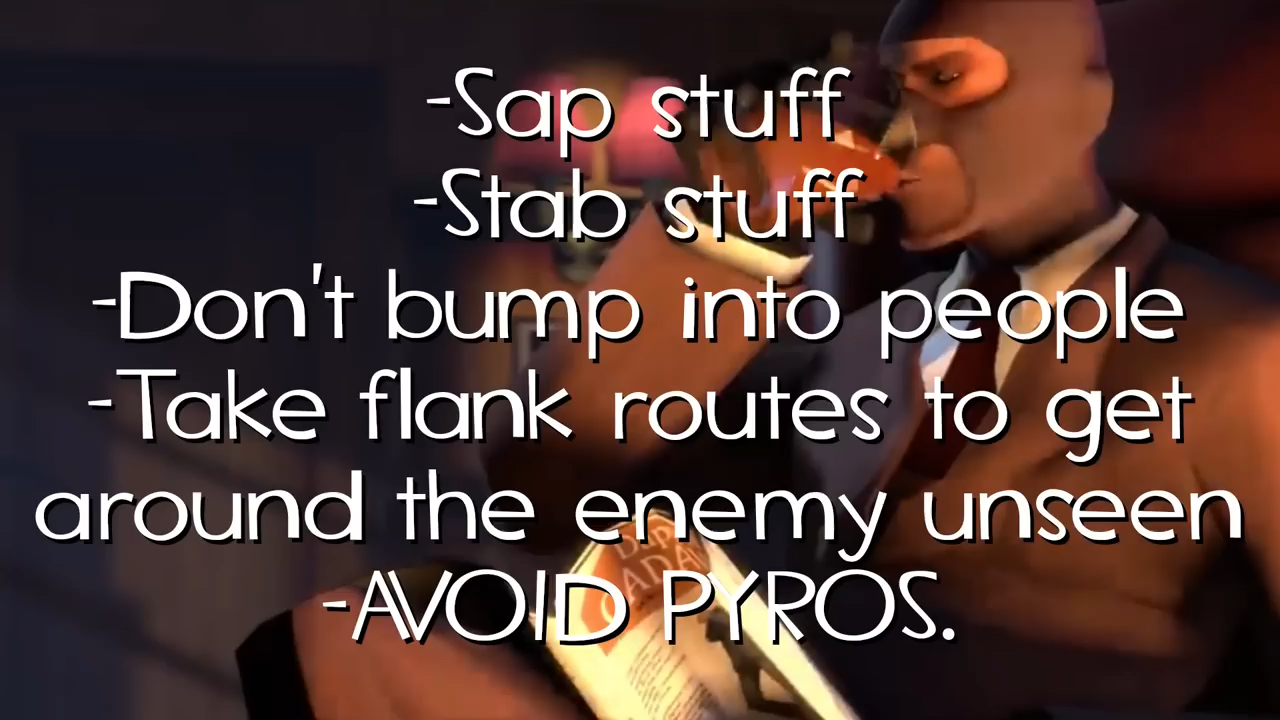 -Sap stuff
-Stab stuff
-Don't bump into people
-Take flank routes to get
around the enemy unseen
-AVOID PYROS.